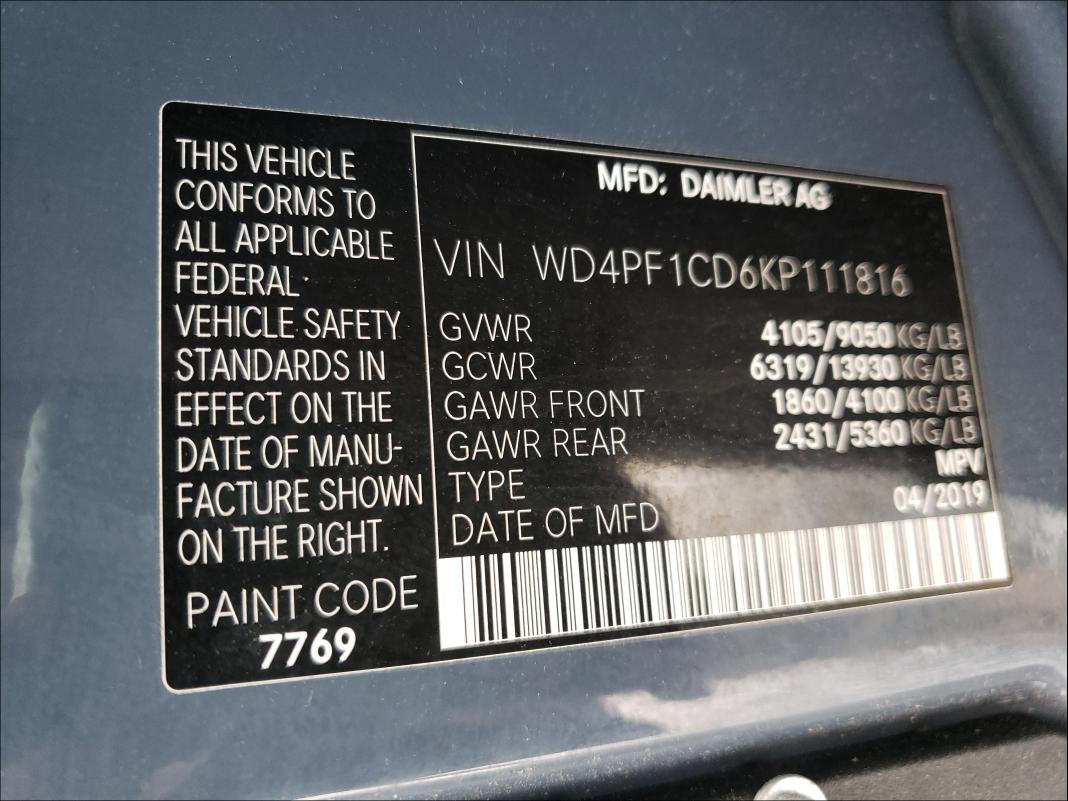 THIS VEHICLE
CONFORMS TO
ALL APPLICABLE
FEDERAL
VEHICLE SAFETY
STANDARDS IN
EFFECT ON THE
DATE OF MANU-
FACTURE SHOWN
ON THE RIGHT.
PAINT CODE
7769
MFD: DAIMLER AG
VIN WD4PF1CD6KP111816
GVWR 4105/9050 KG/LB
GCWR 6319/13930 KG/LB
GAWR FRONT 1860/4100 KG/LB
GAWR REAR 2431/5360 KG/LB
TYPE MPV
DATE OF MFD 04/2019